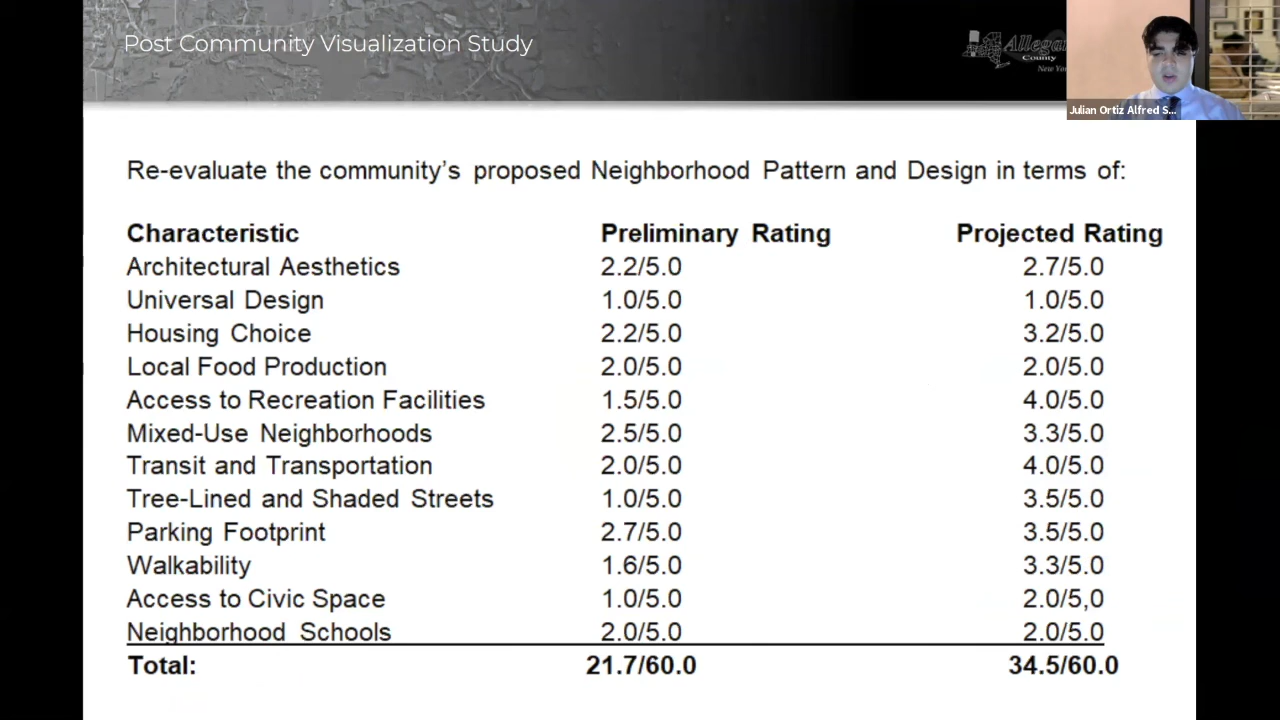 Post Community Visualization Study
County
Julian Ortiz Alfred S...
Re-evaluate the community's proposed Neighborhood Pattern and Design in terms of:
Characteristic Preliminary Rating Projected Rating
Architectural Aesthetics 2.2/5.0 2.7/5.0
Universal Design 1.0/5.0 1.0/5.0
Housing Choice 2.2/5.0 3.2/5.0
Local Food Production 2.0/5.0 2.0/5.0
Access to Recreation Facilities 1.5/5.0 4.0/5.0
Mixed-Use Neighborhoods 2.5/5.0 3.3/5.0
Transit and Transportation 2.0/5.0 4.0/5.0
Tree-Lined and Shaded Streets 1.0/5.0 3.5/5.0
Parking Footprint 2.7/5.0 3.5/5.0
Walkability 1.6/5.0 3.3/5.0
Access to Civic Space 1.0/5.0 2.0/5,0
Neighborhood Schools 2.0/5.0 2.0/5.0
Total: 21.7/60.0 34.5/60.0